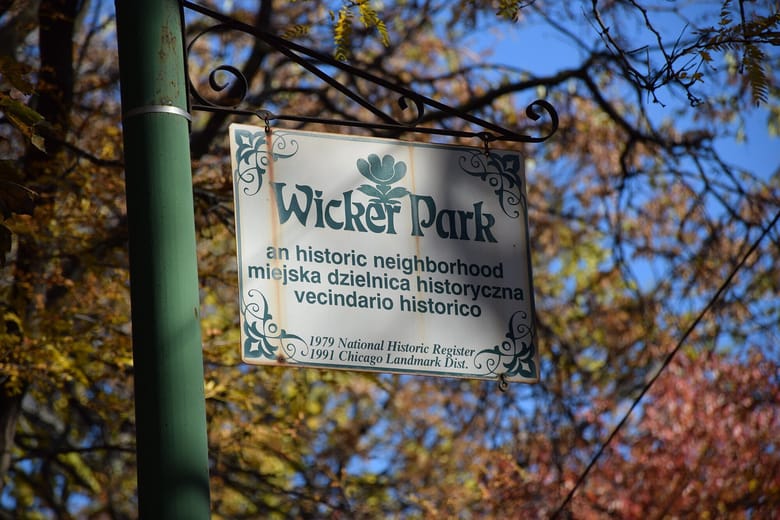 Wicker Park
an historic neighborhood
miejska dzielnica historyczna
vecindario historico
1979 National Historic Register
1991 Chicago Landmark Dist.